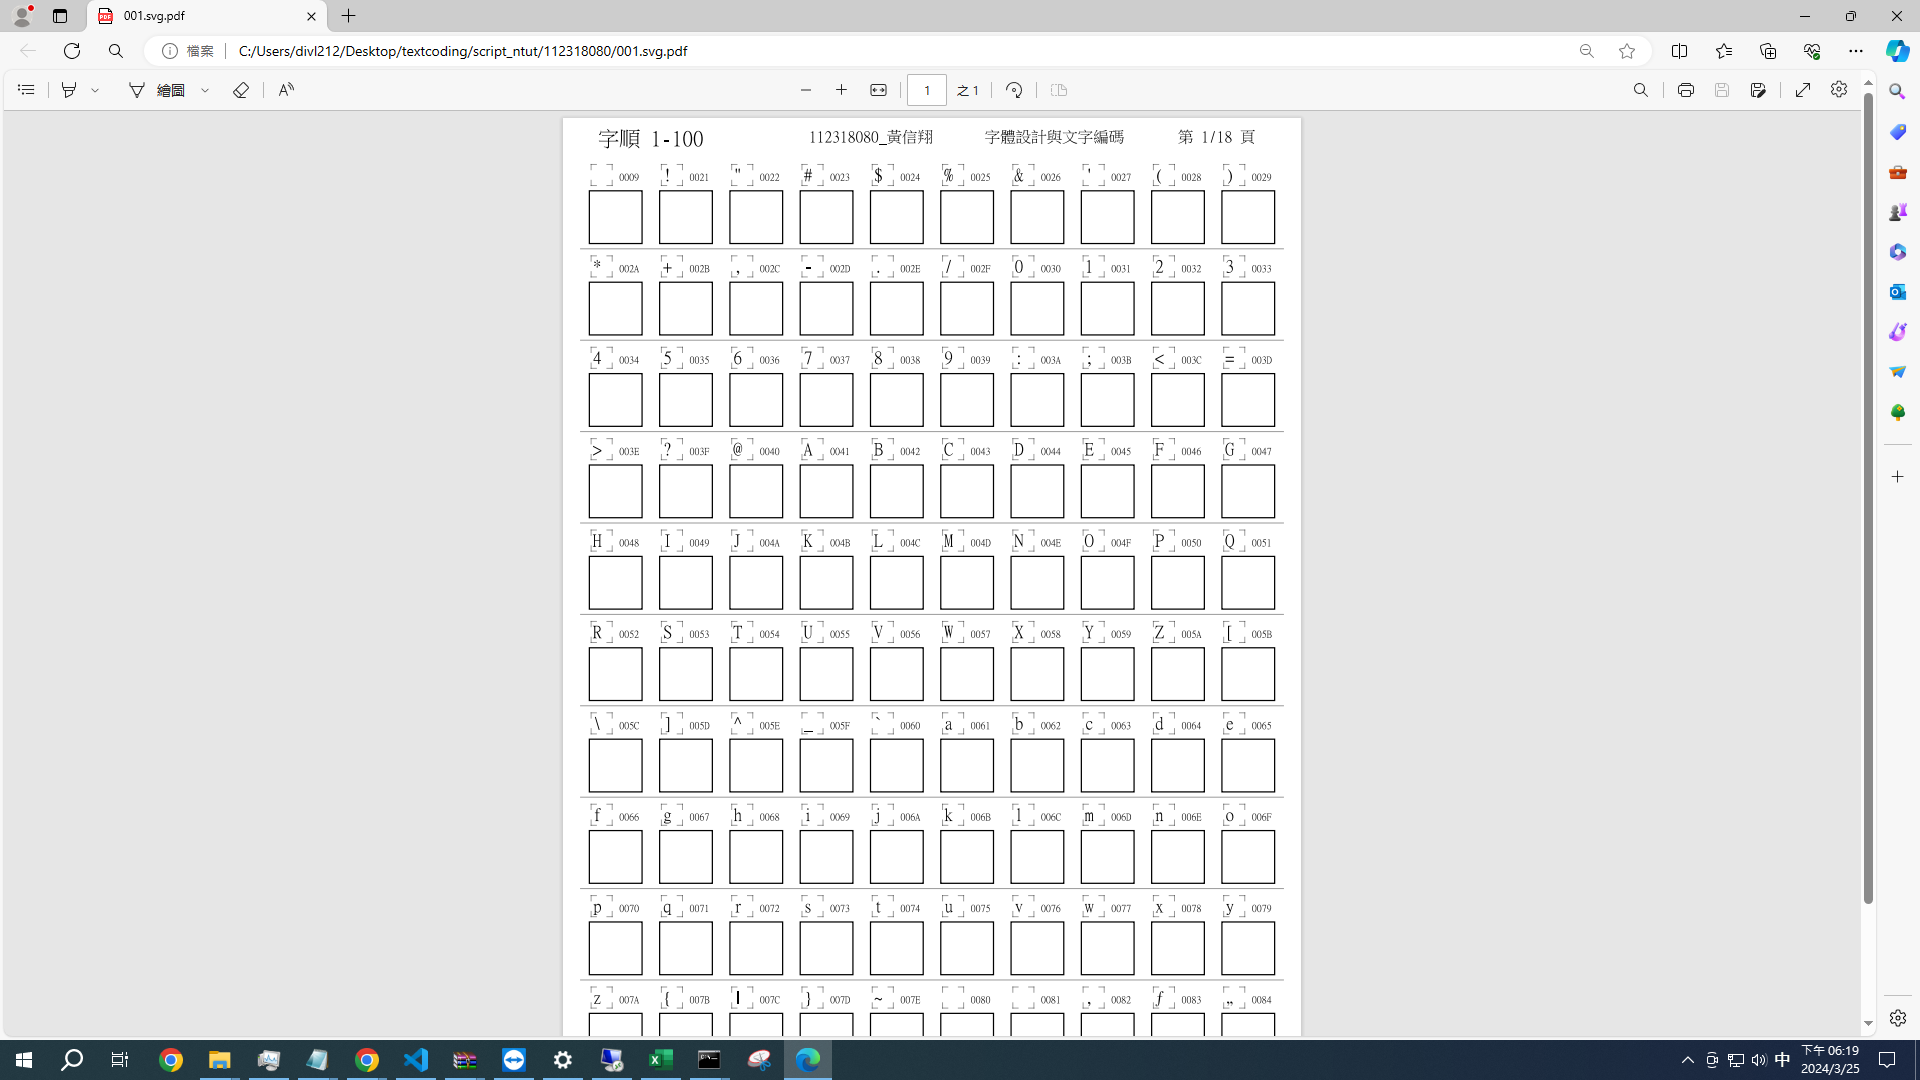 001.svg.pdf
檔案 C:/Users/divl212/Desktop/textcoding/script_ntut/112318080/001.svg.pdf
繪圖 1 之 1
字順 1-100 112318080_黃信翔 字體設計與文字編碼 第 1/18 頁
0009 ! 0021 " 0022 # 0023 $ 0024 % 0025 & 0026 ' 0027 ( 0028 ) 0029
* 002A + 002B , 002C - 002D . 002E / 002F 0 0030 1 0031 2 0032 3 0033
4 0034 5 0035 6 0036 7 0037 8 0038 9 0039 : 003A ; 003B < 003C = 003D
> 003E ? 003F @ 0040 A 0041 B 0042 C 0043 D 0044 E 0045 F 0046 G 0047
H 0048 I 0049 J 004A K 004B L 004C M 004D N 004E O 004F P 0050 Q 0051
R 0052 S 0053 T 0054 U 0055 V 0056 W 0057 X 0058 Y 0059 Z 005A [ 005B
\ 005C ] 005D ^ 005E _ 005F ` 0060 a 0061 b 0062 c 0063 d 0064 e 0065
f 0066 g 0067 h 0068 i 0069 j 006A k 006B l 006C m 006D n 006E o 006F
p 0070 q 0071 r 0072 s 0073 t 0074 u 0075 v 0076 w 0077 x 0078 y 0079
z 007A { 007B | 007C } 007D ~ 007E 0080 0081 ‚ 0082 ƒ 0083 „ 0084
中 下午 06:19
2024/3/25